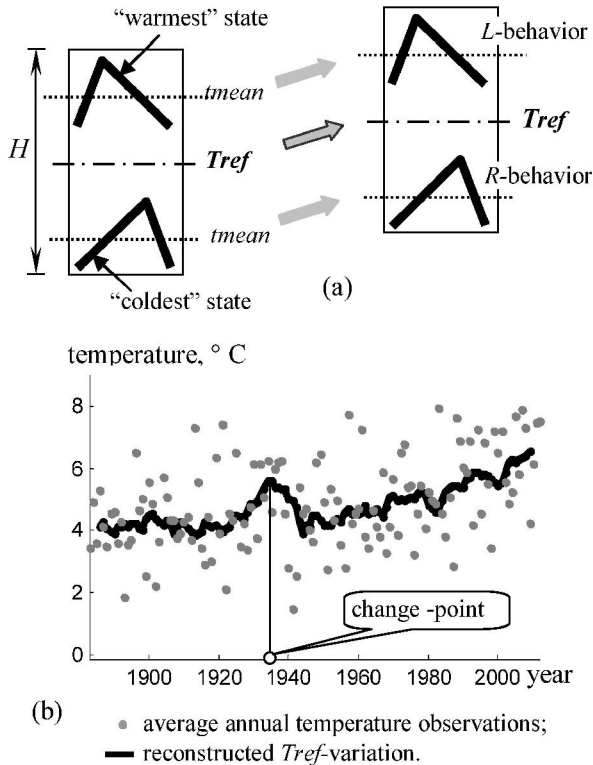 “warmest” state
L-behavior
tmean
H
Tref
Tref
R-behavior
tmean
“coldest” state
(a)
temperature, ° C
8
6
4
2
0
change -point
1900 1920 1940 1960 1980 2000 year
(b)
average annual temperature observations;
reconstructed Tref-variation.